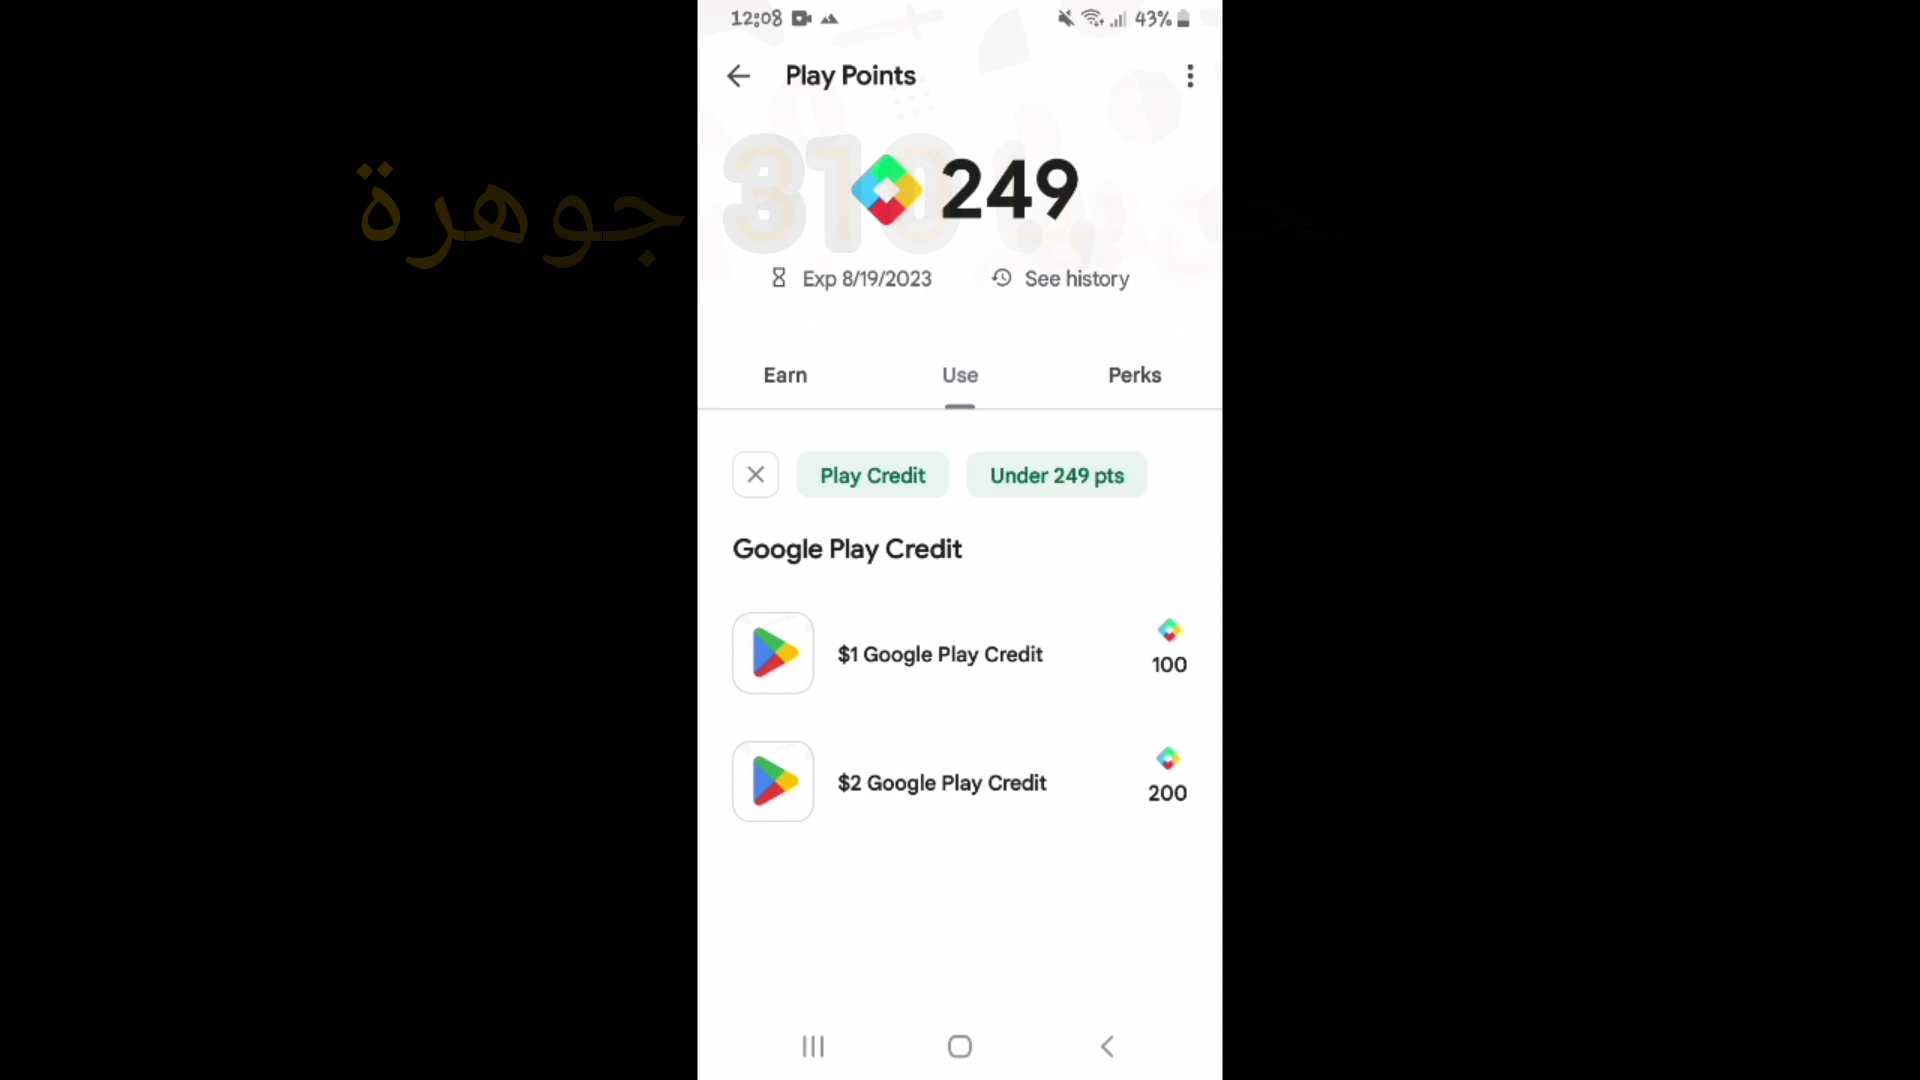 12:08 43%
Play Points
249
310 جوهرة
Exp 8/19/2023 See history
Earn Use Perks
Play Credit Under 249 pts
Google Play Credit
$1 Google Play Credit 100
$2 Google Play Credit 200